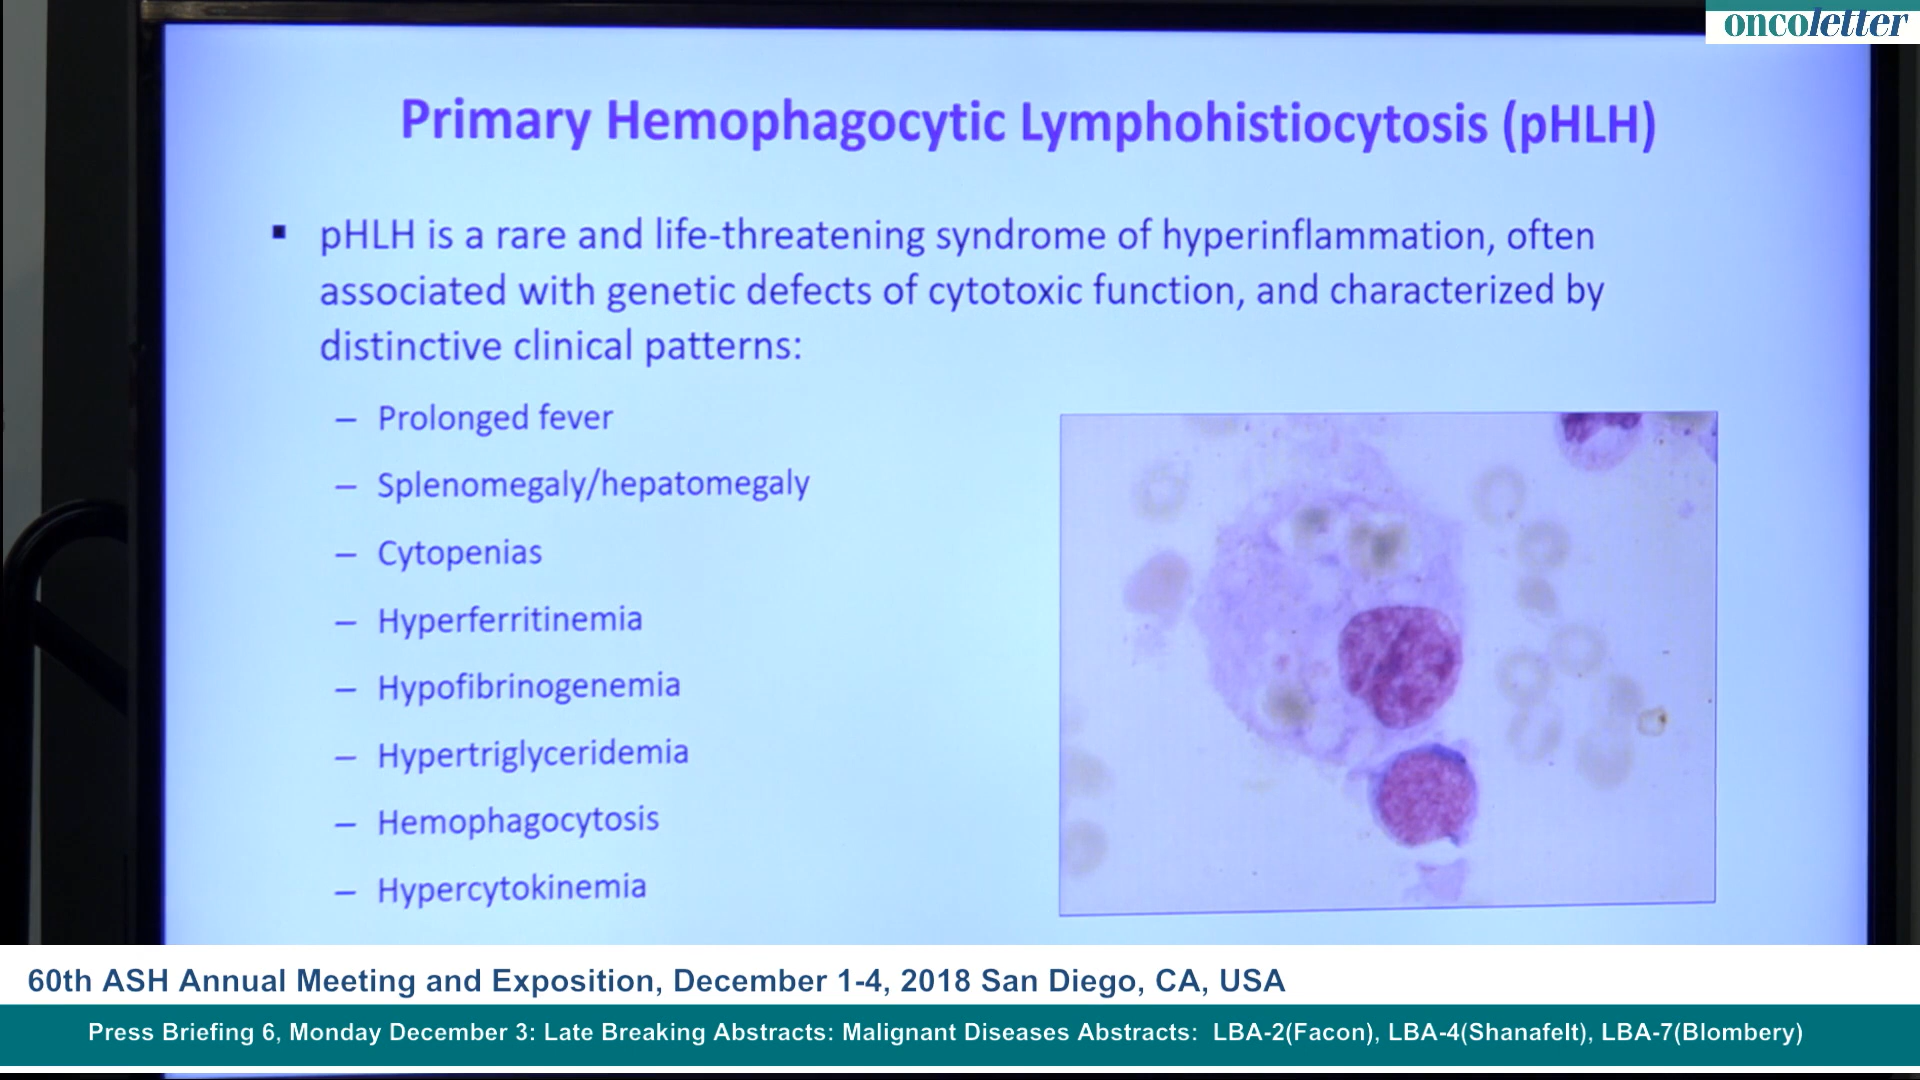 oncoletter
Primary Hemophagocytic Lymphohistiocytosis (pHLH)
▪ pHLH is a rare and life-threatening syndrome of hyperinflammation, often
associated with genetic defects of cytotoxic function, and characterized by
distinctive clinical patterns:
– Prolonged fever
– Splenomegaly/hepatomegaly
– Cytopenias
– Hyperferritinemia
– Hypofibrinogenemia
– Hypertriglyceridemia
– Hemophagocytosis
– Hypercytokinemia
60th ASH Annual Meeting and Exposition, December 1-4, 2018 San Diego, CA, USA
Press Briefing 6, Monday December 3: Late Breaking Abstracts: Malignant Diseases Abstracts: LBA-2(Facon), LBA-4(Shanafelt), LBA-7(Blombery)